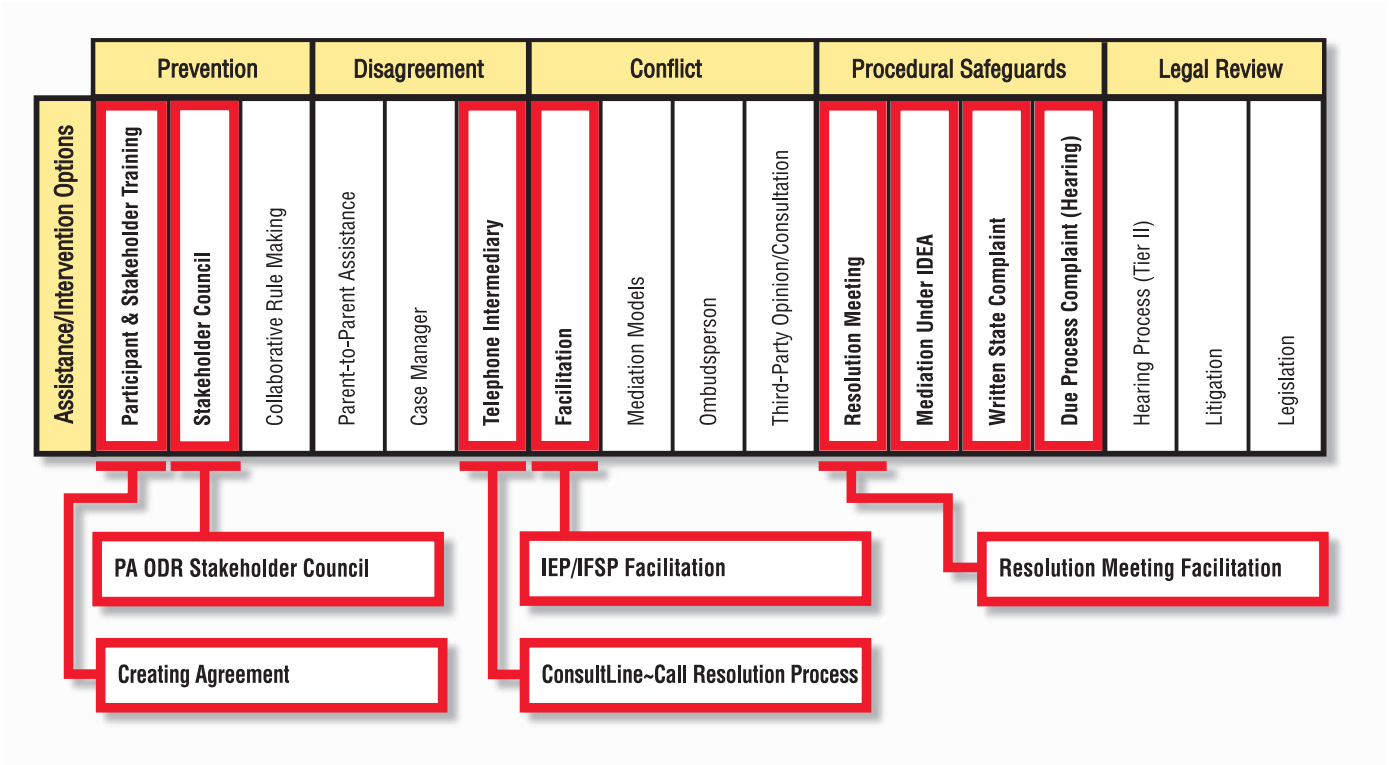 Prevention
Disagreement
Conflict
Procedural Safeguards
Legal Review
Assistance/Intervention Options
Participant & Stakeholder Training
Stakeholder Council
Collaborative Rule Making
Parent-to-Parent Assistance
Case Manager
Telephone Intermediary
Facilitation
Mediation Models
Ombudsperson
Third-Party Opinion/Consultation
Resolution Meeting
Mediation Under IDEA
Written State Complaint
Due Process Complaint (Hearing)
Hearing Process (Tier II)
Litigation
Legislation
PA ODR Stakeholder Council
IEP/IFSP Facilitation
Resolution Meeting Facilitation
Creating Agreement
ConsultLine~Call Resolution Process